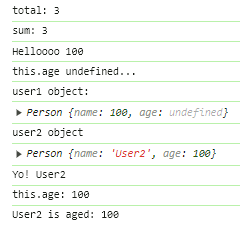 total: 3
sum: 3
Helloooo 100
this.age undefined...
user1 object:
▶ Person {name: 100, age: undefined}
user2 object
▶ Person {name: 'User2', age: 100}
Yo! User2
this.age: 100
User2 is aged: 100